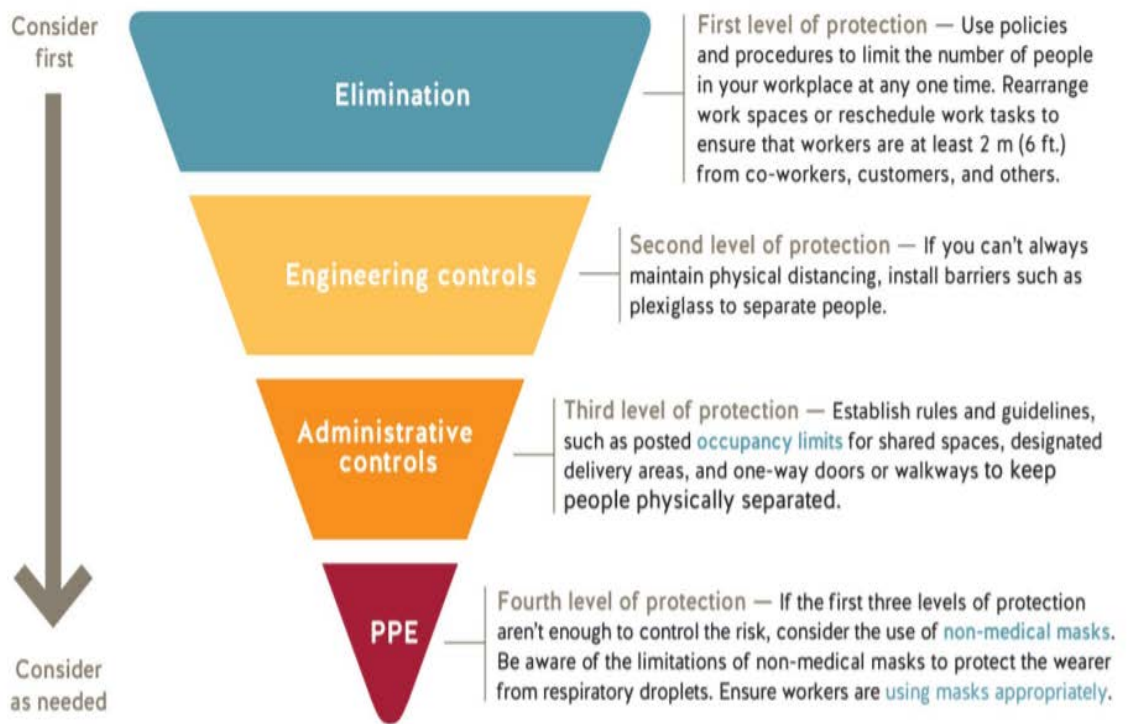 Consider
first
Elimination
First level of protection — Use policies
and procedures to limit the number of people
in your workplace at any one time. Rearrange
work spaces or reschedule work tasks to
ensure that workers are at least 2 m (6 ft.)
from co-workers, customers, and others.
Engineering controls
Second level of protection — If you can't always
maintain physical distancing, install barriers such as
plexiglass to separate people.
Administrative
controls
Third level of protection — Establish rules and guidelines,
such as posted occupancy limits for shared spaces, designated
delivery areas, and one-way doors or walkways to keep
people physically separated.
PPE
Fourth level of protection — If the first three levels of protection
aren't enough to control the risk, consider the use of non-medical masks.
Be aware of the limitations of non-medical masks to protect the wearer
from respiratory droplets. Ensure workers are using masks appropriately.
Consider
as needed